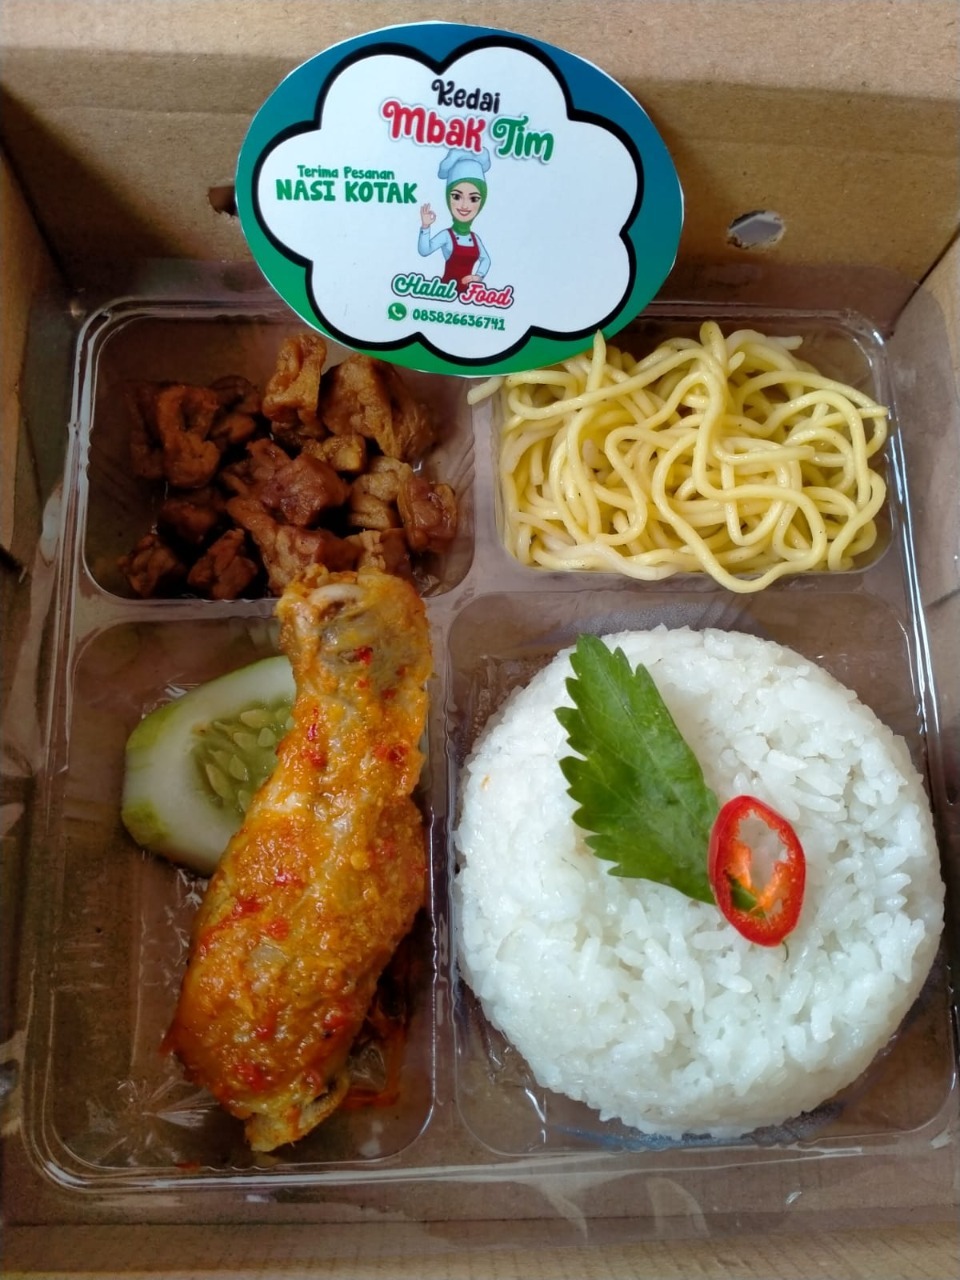 Kedai
Mbak Tim
Terima Pesanan
NASI KOTAK
Halal Food
085826636741